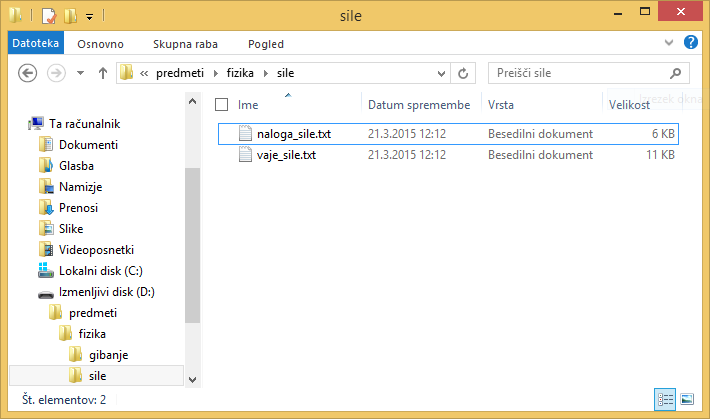 sile
Datoteka Osnovno Skupna raba Pogled
« predmeti fizika sile Preišči sile
Ime Datum spremembe Vrsta Velikost
naloga_sile.txt 21.3.2015 12:12 Besedilni dokument 6 KB
vaje_sile.txt 21.3.2015 12:12 Besedilni dokument 11 KB
Ta računalnik
Dokumenti
Glasba
Namizje
Prenosi
Slike
Videoposnetki
Lokalni disk (C:)
Izmenljivi disk (D:)
predmeti
fizika
gibanje
sile
Št. elementov: 2